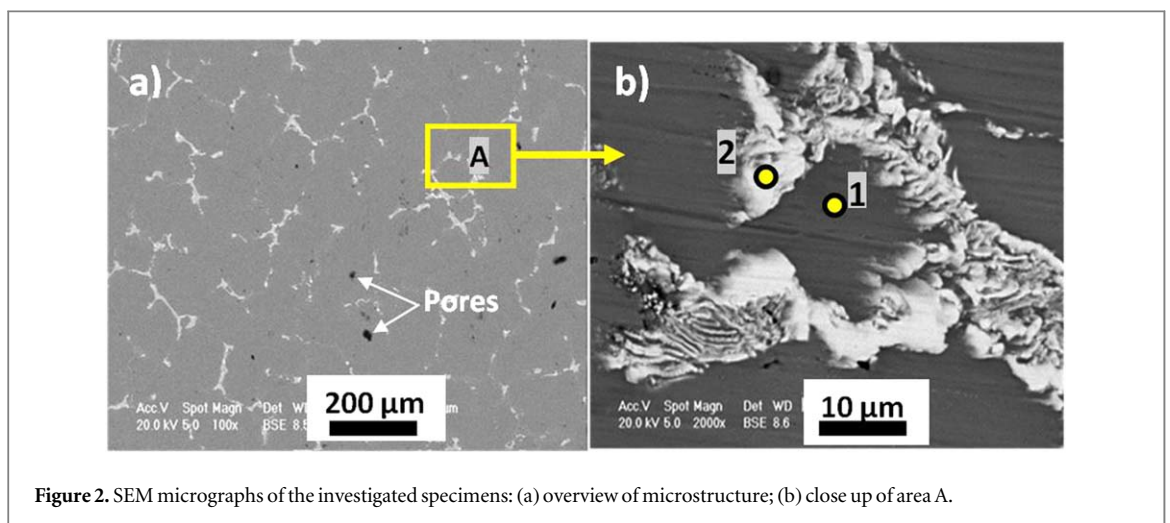 a)
A
Pores
Acc.V Spot Magn Det
20.0 kV 5.0 100x BSE 8.5
200 µm
b)
2
1
Acc.V Spot Magn Det WD
20.0 kV 5.0 2000x BSE 8.6
10 µm
Figure 2. SEM micrographs of the investigated specimens: (a) overview of microstructure; (b) close up of area A.